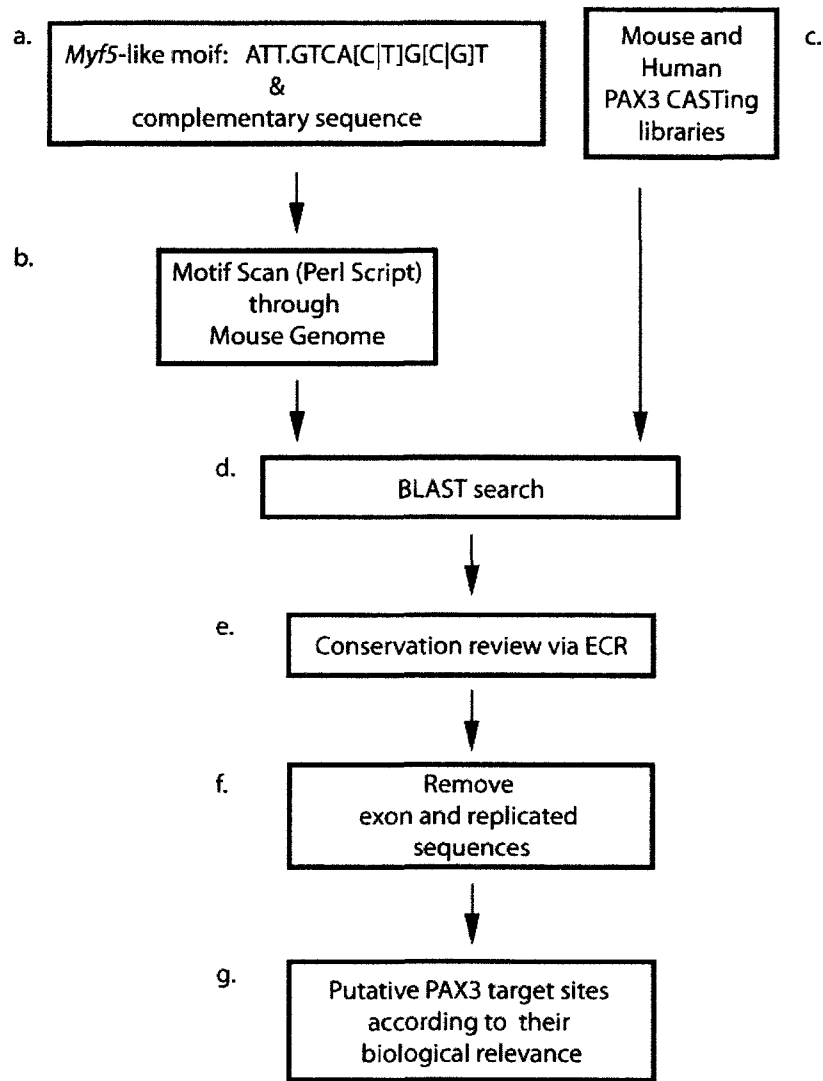 a.
Myf5-like moif: ATT.GTCA[C|T]G[C|G]T
&
complementary sequence
c.
Mouse and
Human
PAX3 CASTing
libraries
b.
Motif Scan (Perl Script)
through
Mouse Genome
d.
BLAST search
e.
Conservation review via ECR
f.
Remove
exon and replicated
sequences
g.
Putative PAX3 target sites
according to their
biological relevance